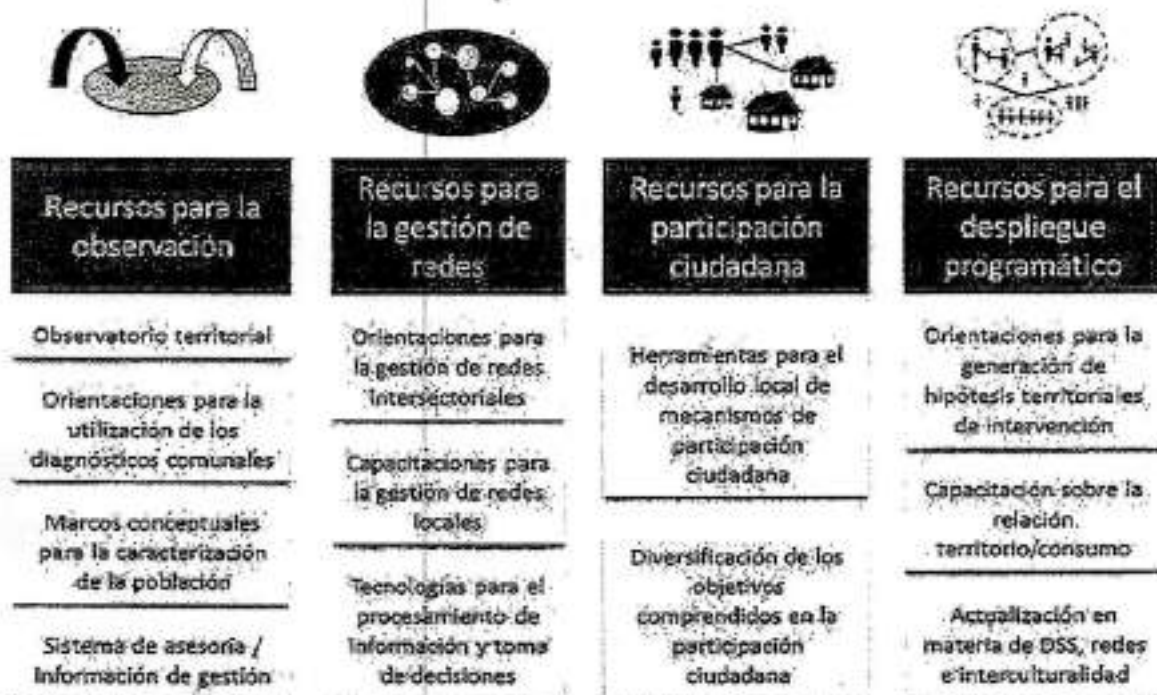 Recursos para la
observación
Observatorio territorial
Orientaciones para la
utilización de los
diagnósticos comunales
Marcos conceptuales
para la caracterización
de la población
Sistema de asesoría /
Información de gestión
Recursos para
la gestión de
redes
Orientaciones para
la gestión de redes
intersectoriales
Capacitaciones para
la gestión de redes
locales
Tecnologías para el
procesamiento de
Información y toma
de decisiones
Recursos para la
participación
ciudadana
Herramientas para el
desarrollo local de
mecanismos de
participación
ciudadana
Diversificación de los
objetivos
comprendidos en la
participación
ciudadana
Recursos para el
despliegue
programático
Orientaciones para la
generación de
hipótesis territoriales
de intervención
Capacitación sobre la
relación
territorio/consumo
Actualización en
materia de DSS, redes
e interculturalidad